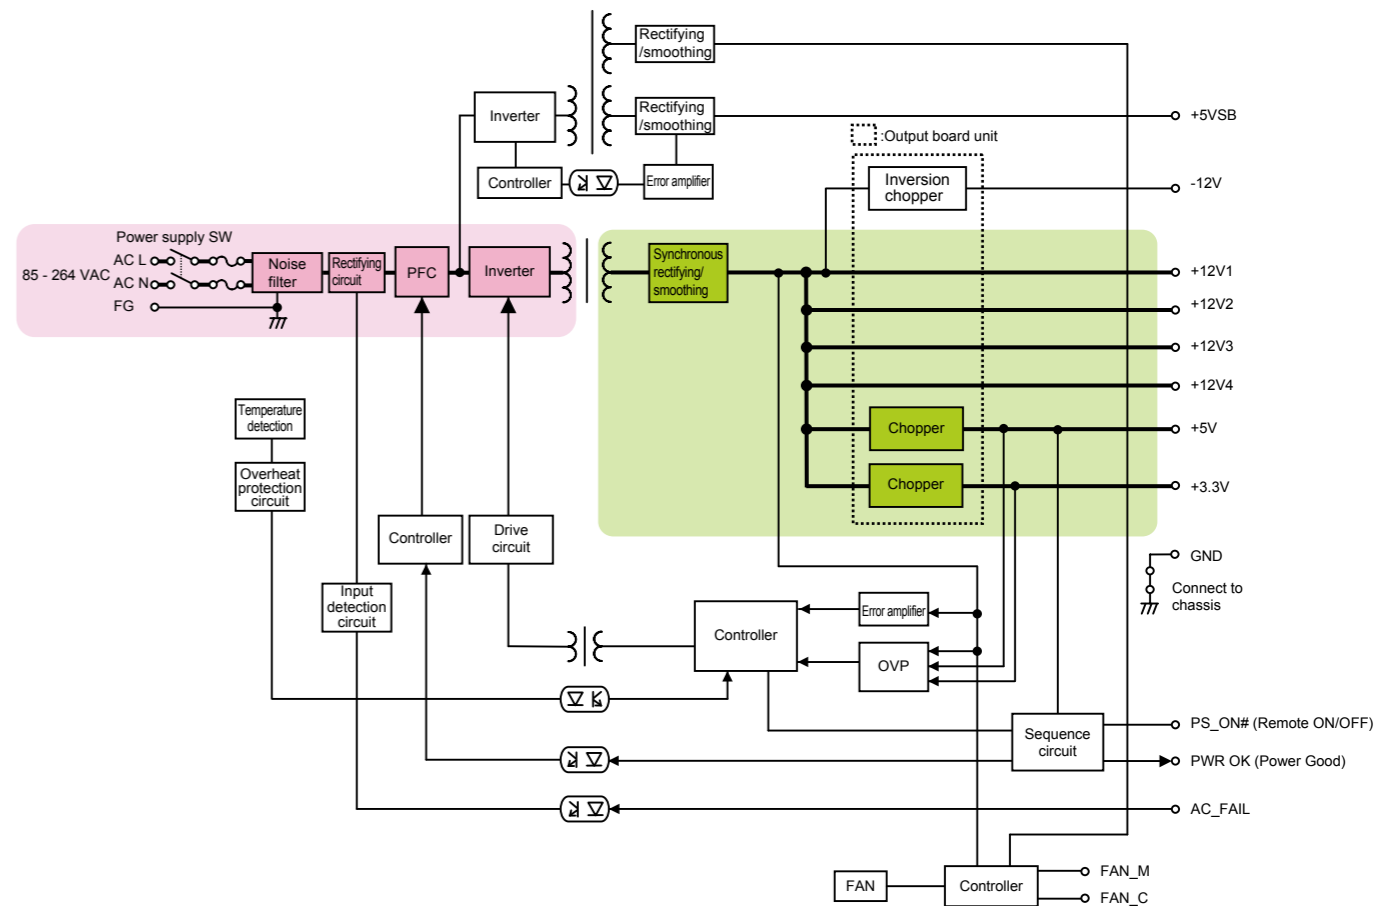 Rectifying
/smoothing
Inverter
Rectifying
/smoothing
+5VSB
:Output board unit
Controller
Error amplifier
Inversion
chopper
-12V
Power supply SW
85 - 264 VAC
AC L
AC N
FG
Noise
filter
Rectifying
circuit
PFC
Inverter
Synchronous
rectifying/
smoothing
+12V1
+12V2
+12V3
+12V4
Chopper
+5V
Chopper
+3.3V
Temperature
detection
Overheat
protection
circuit
Controller
Drive
circuit
Input
detection
circuit
GND
Connect to
chassis
Controller
Error amplifier
OVP
Sequence
circuit
PS_ON# (Remote ON/OFF)
PWR OK (Power Good)
AC_FAIL
FAN
Controller
FAN_M
FAN_C